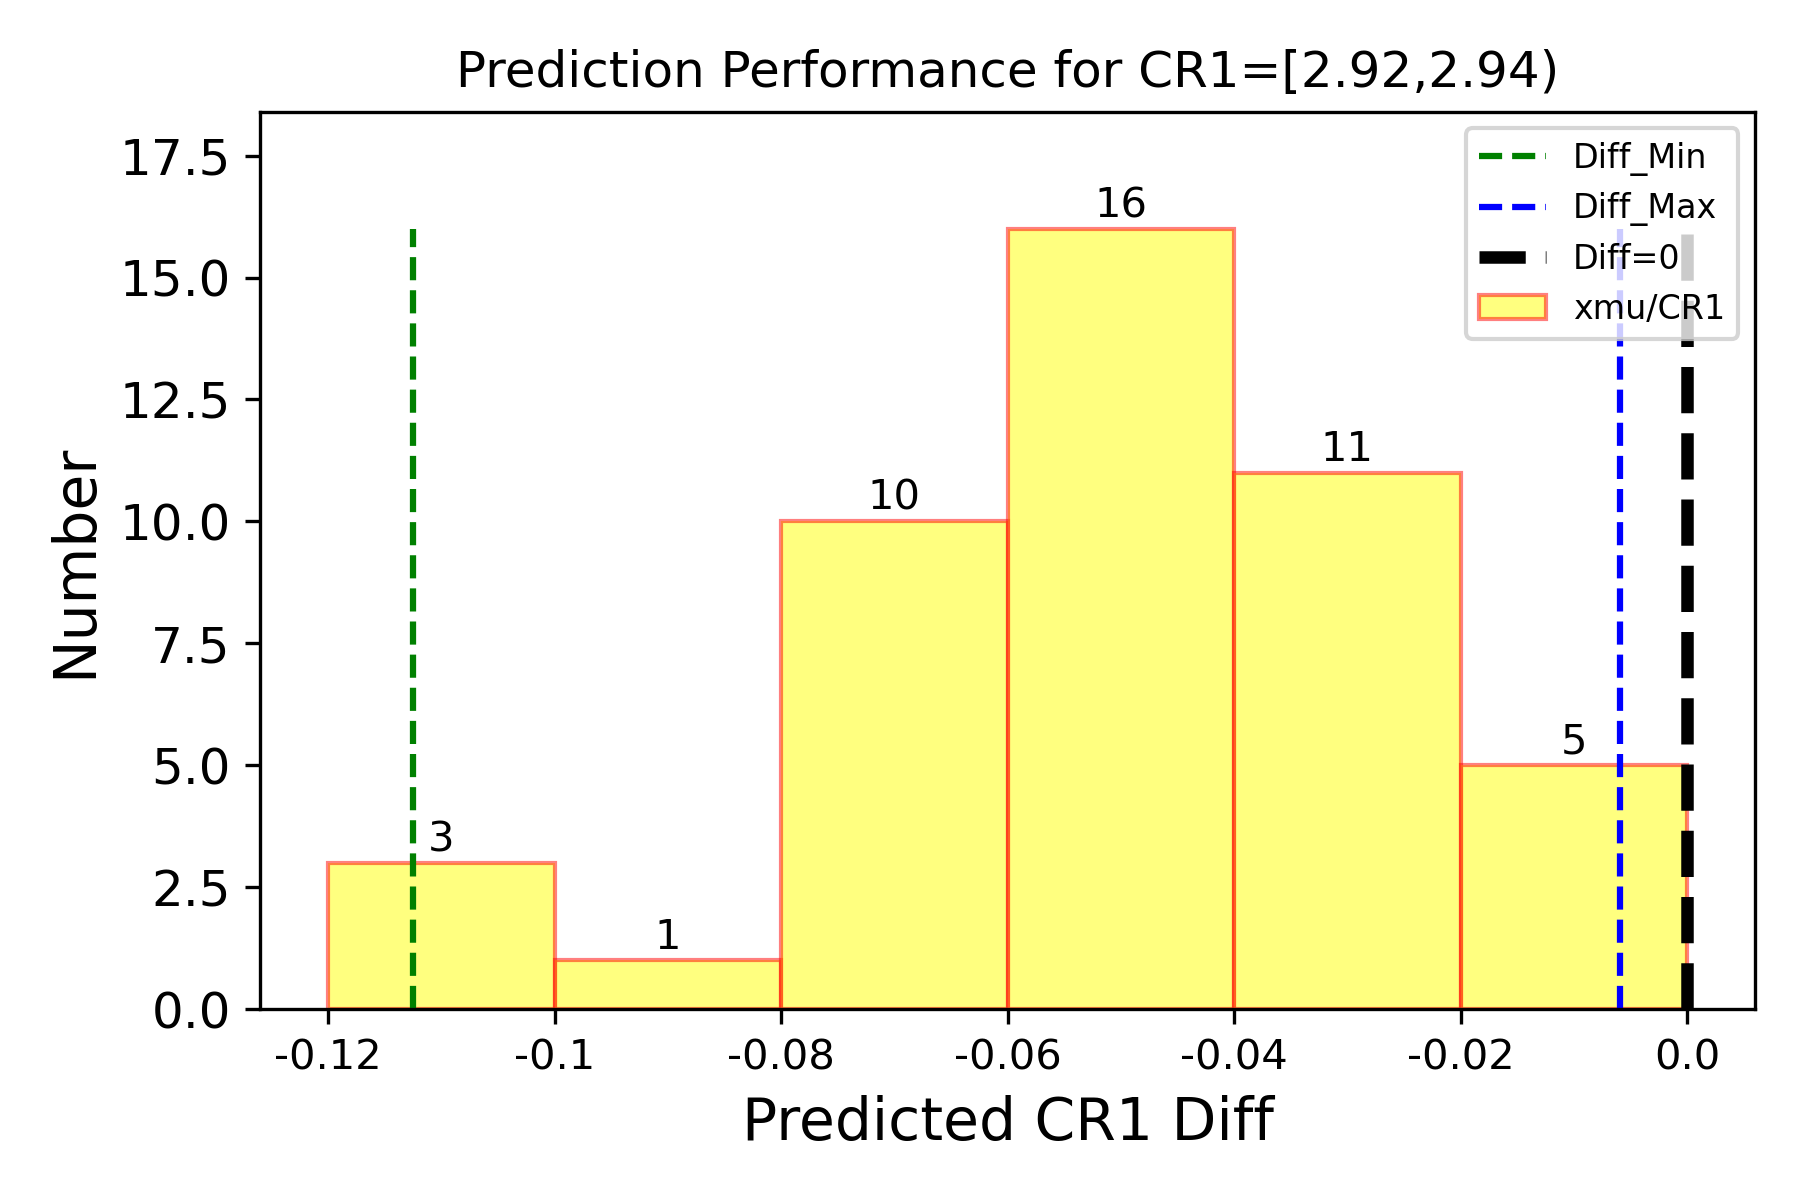 Prediction Performance for CR1=[2.92,2.94)
17.5
15.0
12.5
10.0
7.5
5.0
2.5
0.0
Number
3
1
10
16
11
5
Diff_Min
Diff_Max
Diff=0
xmu/CR1
-0.12 -0.1 -0.08 -0.06 -0.04 -0.02 0.0
Predicted CR1 Diff